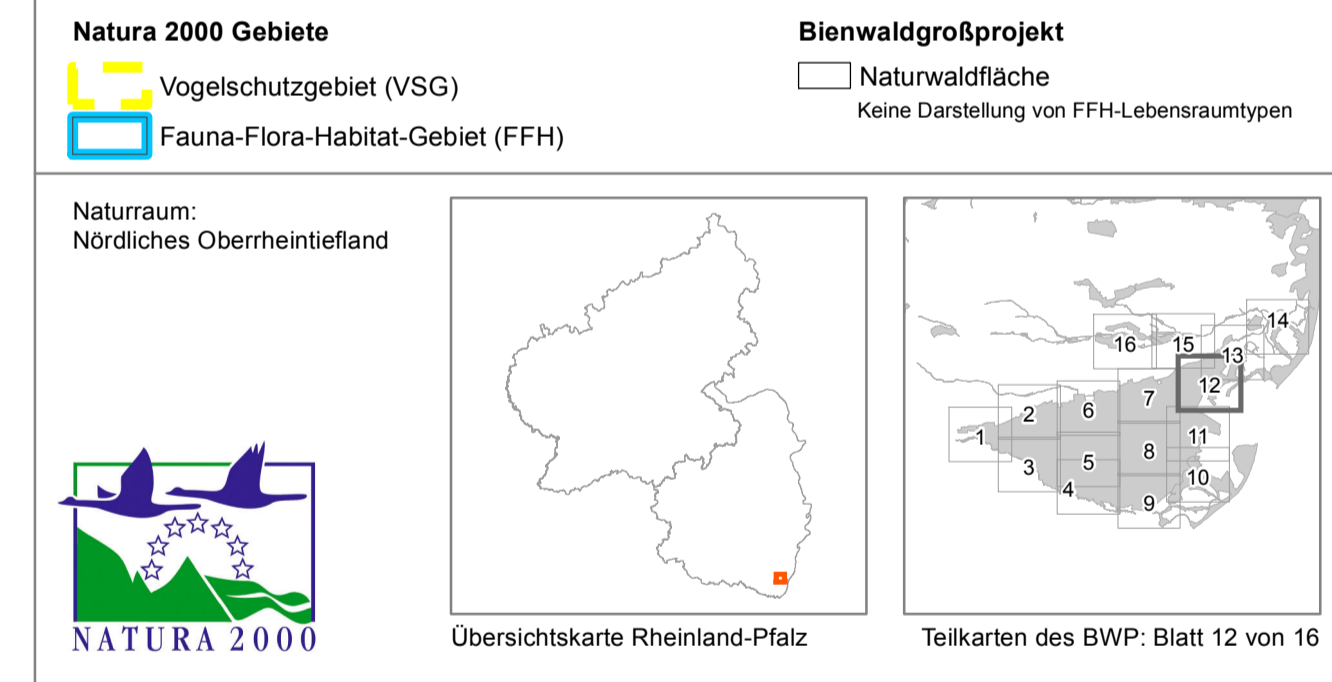 Natura 2000 Gebiete
Vogelschutzgebiet (VSG)
Fauna-Flora-Habitat-Gebiet (FFH)
Bienwaldgroßprojekt
Naturwaldfläche
Keine Darstellung von FFH-Lebensraumtypen
Naturraum:
Nördliches Oberrheintiefland
NATURA 2000
Übersichtskarte Rheinland-Pfalz
14
16
15
13
12
7
6
2
1
11
8
5
3
10
4
9
Teilkarten des BWP: Blatt 12 von 16